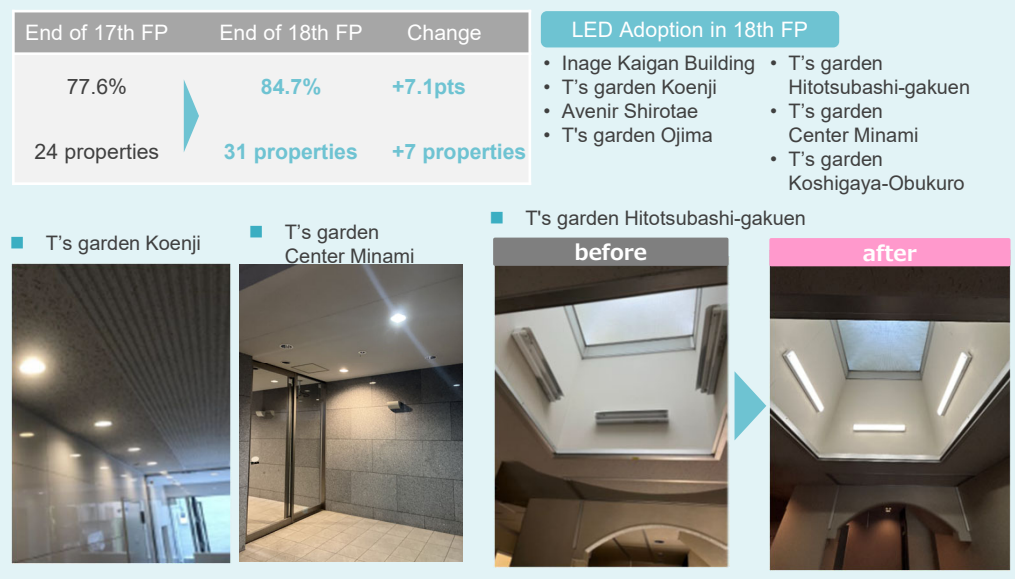 End of 17th FP End of 18th FP Change
77.6% 84.7% +7.1pts
24 properties 31 properties +7 properties
LED Adoption in 18th FP
• Inage Kaigan Building
• T’s garden Koenji
• Avenir Shirotae
• T's garden Ojima
• T’s garden
Hitotsubashi-gakuen
• T’s garden
Center Minami
• T’s garden
Koshigaya-Obukuro
■ T’s garden Koenji
■ T’s garden
Center Minami
■ T's garden Hitotsubashi-gakuen
before
after